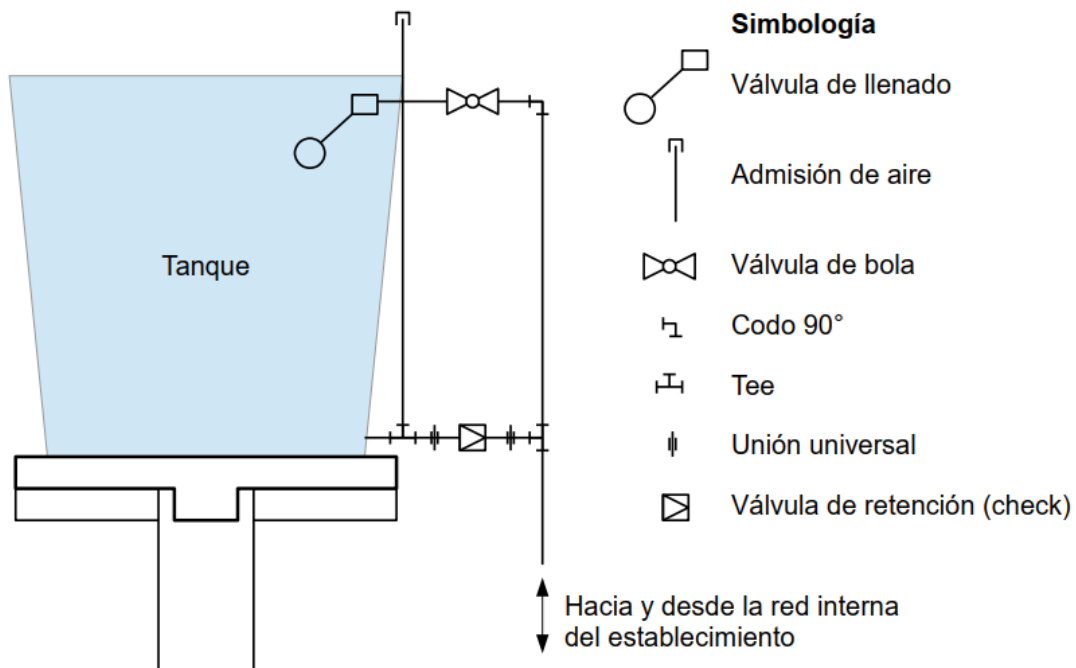 Simbología
Válvula de llenado
Admisión de aire
Válvula de bola
Codo 90°
Tee
Unión universal
Válvula de retención (check)
Tanque
Hacia y desde la red interna
del establecimiento